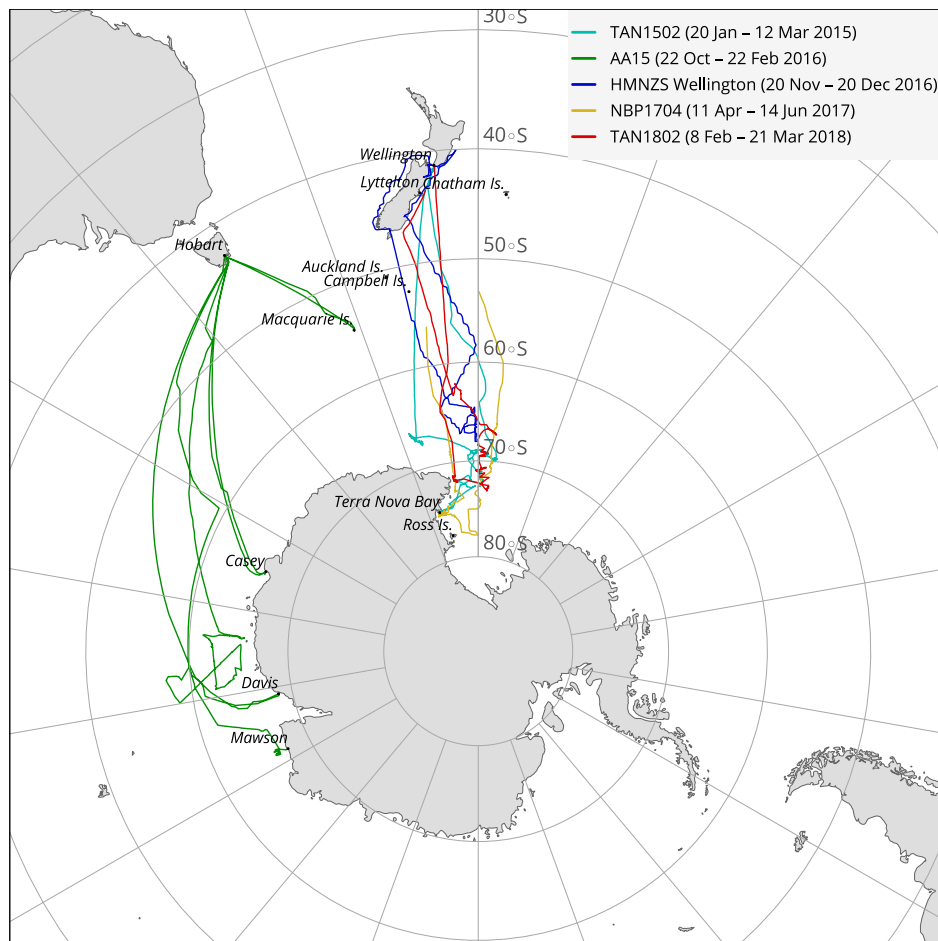 30○S
TAN1502 (20 Jan – 12 Mar 2015)
AA15 (22 Oct – 22 Feb 2016)
HMNZS Wellington (20 Nov – 20 Dec 2016)
NBP1704 (11 Apr – 14 Jun 2017)
TAN1802 (8 Feb – 21 Mar 2018)
40○S
Wellington
Lyttelton
Chatham Is.
Hobart
50○S
Auckland Is.
Campbell Is.
Macquarie Is.
60○S
70○S
Terra Nova Bay
Ross Is.
80○S
Casey
Davis
Mawson